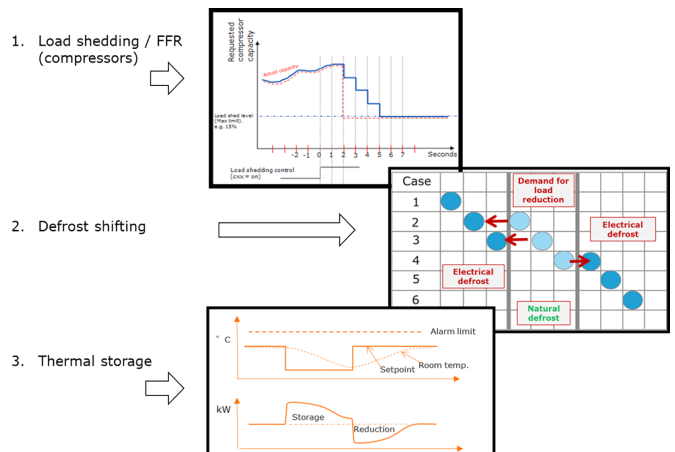 1. Load shedding / FFR
(compressors)
Requested
compressor
capacity
Actual capacity
Load shed level
(Max limit).
e.g. 15%
-2 -1 0 1 2 3 4 5 6 7 Seconds
Load shedding control
(cxx = on)
2. Defrost shifting
Case
1
2
3
4
5
6
Demand for
load
reduction
Electrical
defrost
Electrical
defrost
Natural
defrost
3. Thermal storage
° C
Alarm limit
Room temp.
Setpoint
kW
Storage
Reduction